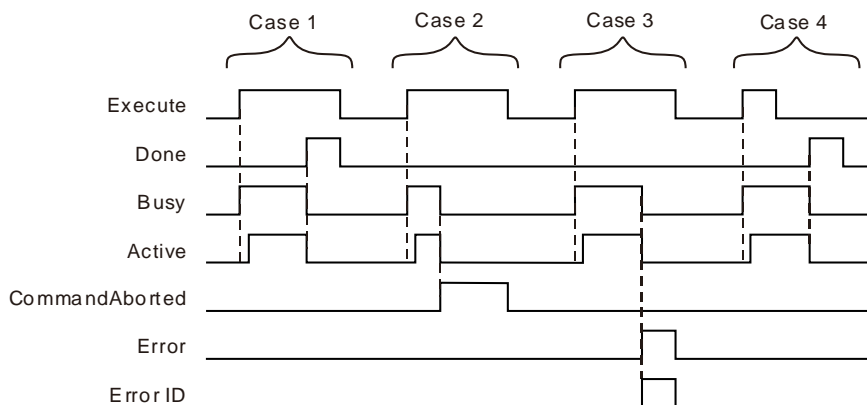 Case 1 Case 2 Case 3 Case 4
Execute
Done
Busy
Active
CommandAborted
Error
Error ID